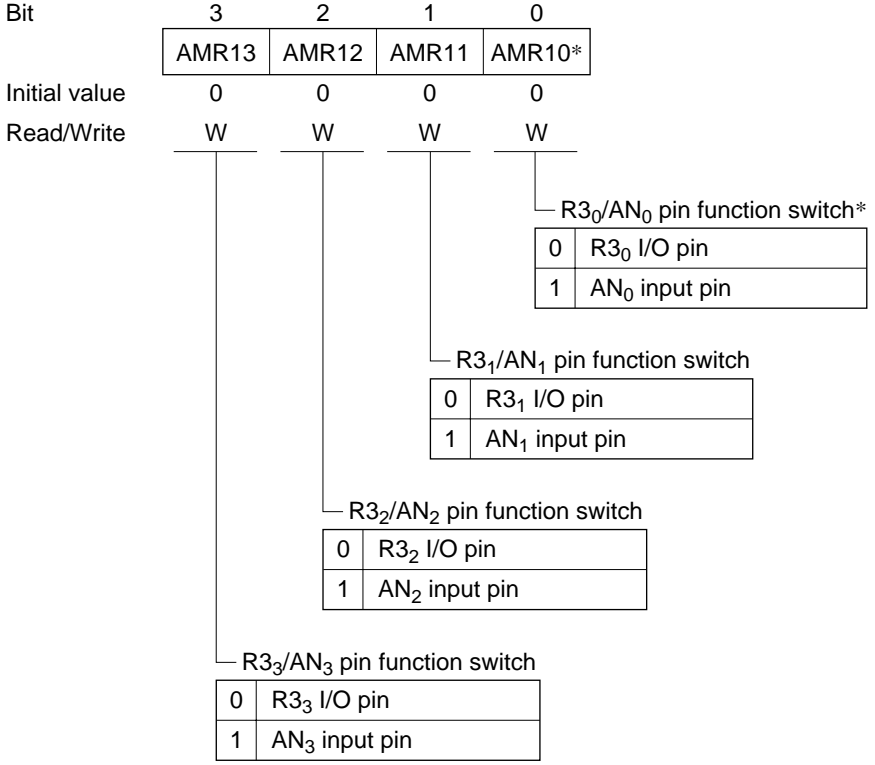 Bit 3 2 1 0
AMR13 AMR12 AMR11 AMR10*
Initial value 0 0 0 0
Read/Write W W W W
R3₀/AN₀ pin function switch*
0 R3₀ I/O pin
1 AN₀ input pin
R3₁/AN₁ pin function switch
0 R3₁ I/O pin
1 AN₁ input pin
R3₂/AN₂ pin function switch
0 R3₂ I/O pin
1 AN₂ input pin
R3₃/AN₃ pin function switch
0 R3₃ I/O pin
1 AN₃ input pin